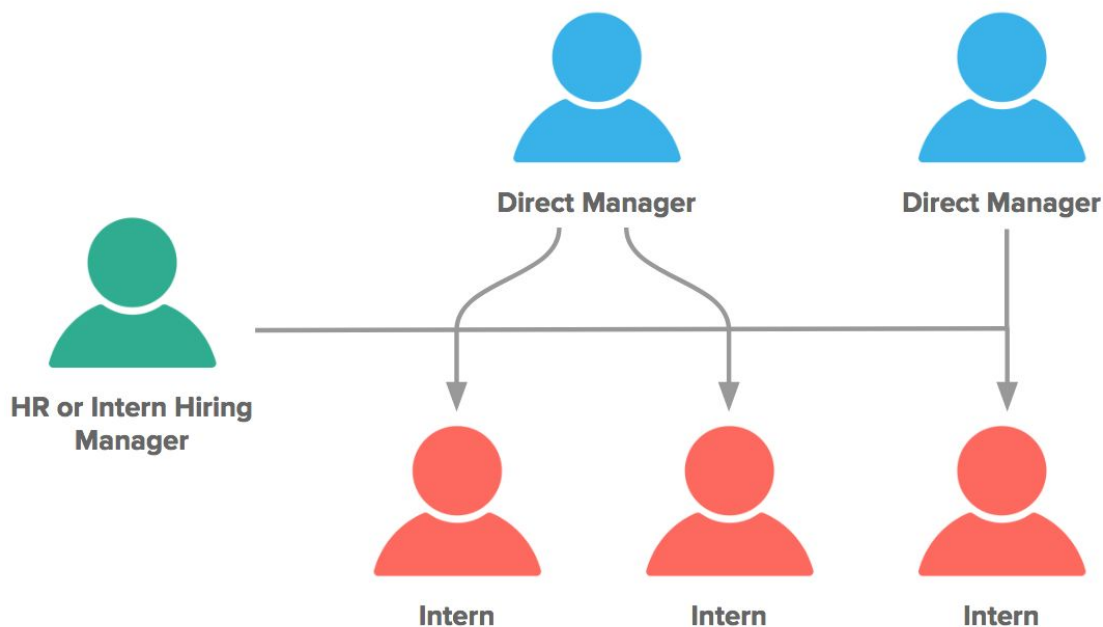 Direct Manager
Direct Manager
HR or Intern Hiring
Manager
Intern
Intern
Intern